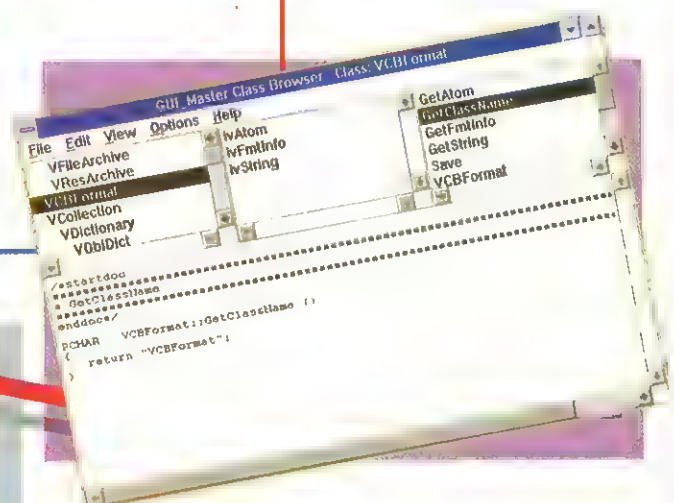 GUI_Master Class Browser Class: VCBFormat
File Edit View Options Help
VFileArchive
VResArchive
VCBFormat
VCollection
VDictionary
VObjDict
ivAtom
ivFmtInfo
ivString
GetAtom
GetClassName
GetFmtInfo
GetString
Save
VCBFormat
/*startdoc
* GetClassName
enddoc*/
PCHAR VCBFormat::GetClassName ()
{
return "VCBFormat";
}